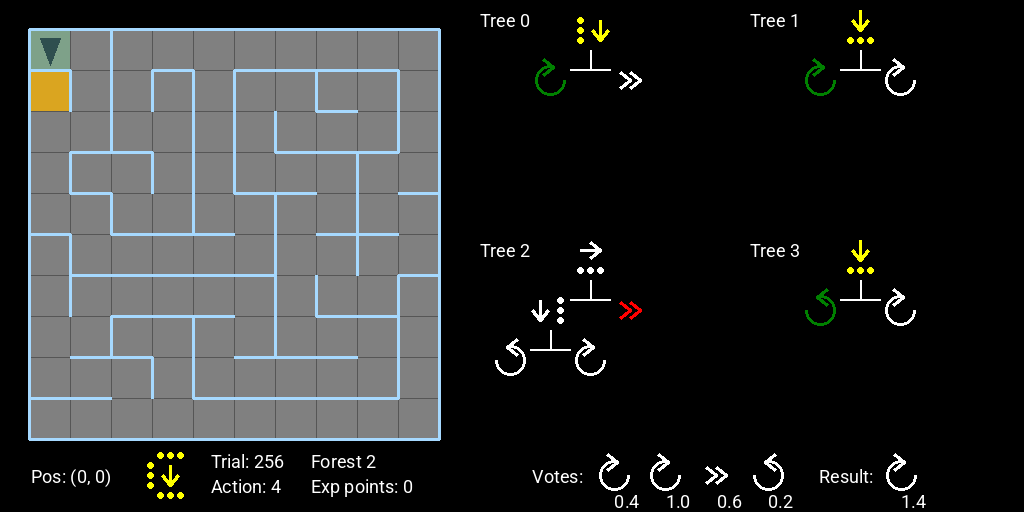 Tree 0
Tree 1
Tree 2
Tree 3
Pos: (0, 0)
Trial: 256
Forest 2
Action: 4
Exp points: 0
Votes:
0.4
1.0
0.6
0.2
Result:
1.4